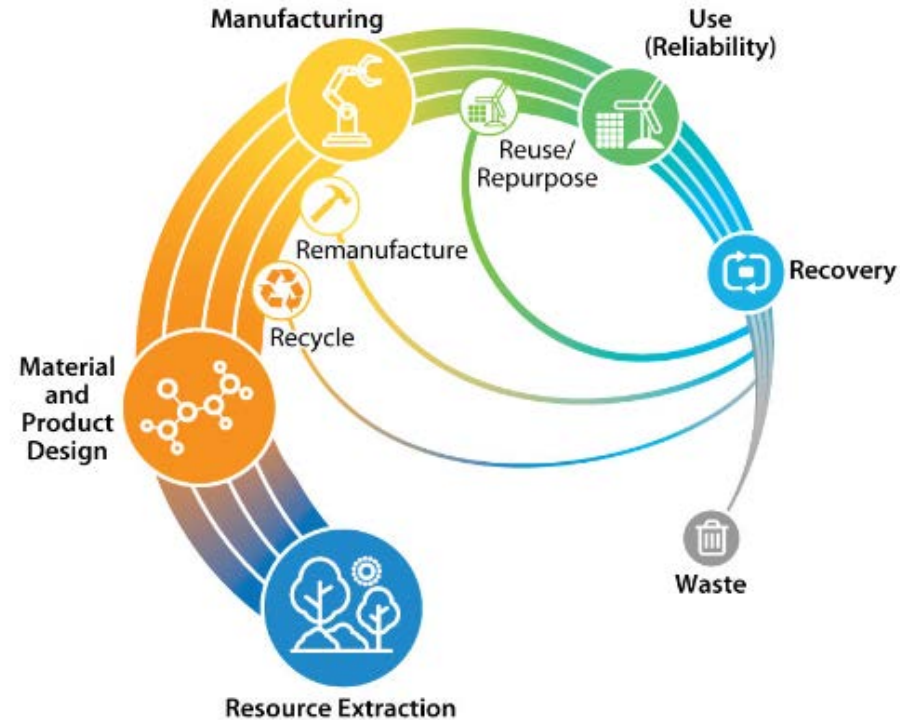 Manufacturing
Use
(Reliability)
Reuse/
Repurpose
Remanufacture
Recovery
Recycle
Material
and
Product
Design
Waste
Resource Extraction